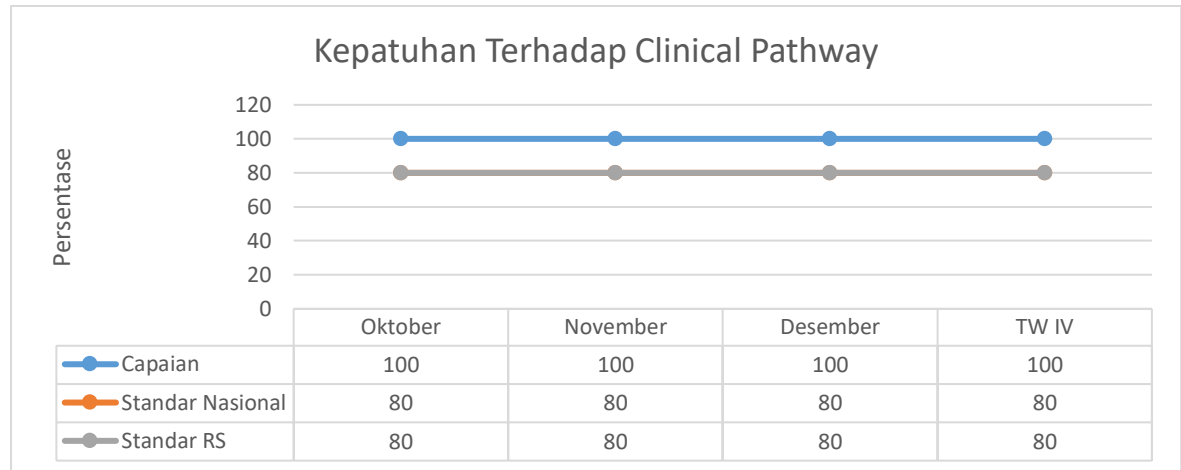 Kepatuhan Terhadap Clinical Pathway
Persentase
120
100
80
60
40
20
0
Oktober November Desember TW IV
Capaian 100 100 100 100
Standar Nasional 80 80 80 80
Standar RS 80 80 80 80